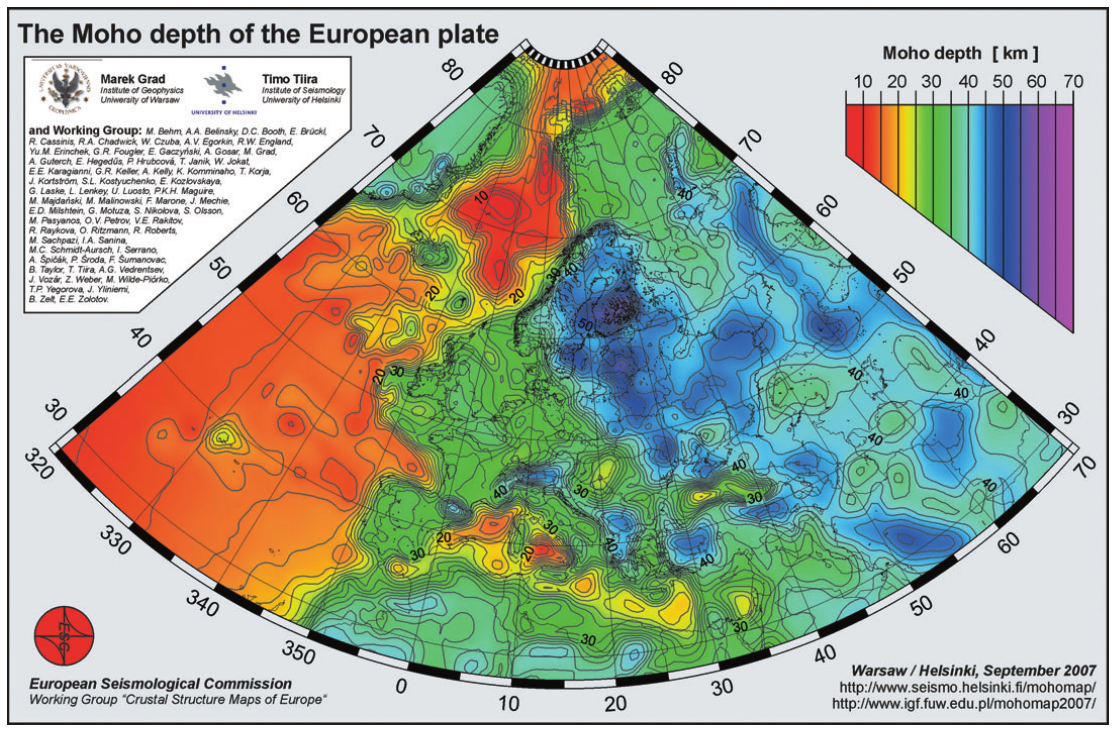 The Moho depth of the European plate
Marek Grad
Institute of Geophysics
University of Warsaw
UNIVERSITY OF HELSINKI
Timo Tiira
Institute of Seismology
University of Helsinki
and Working Group: M. Behm, A.A. Belinsky, D.C. Booth, E. Brückl,
R. Cassinis, R.A. Chadwick, W. Czuba, A.V. Egorkin, R.W. England,
Yu.M. Erinchek, G.R. Fougler, E. Gaczyński, A. Gosar, M. Grad,
A. Guterch, E. Hegedűs, P. Hrubcová, T. Janik, W. Jokat,
E.E. Karagianni, G.R. Keller, A. Kelly, K. Komminaho, T. Korja,
J. Kortström, S.L. Kostyuchenko, E. Kozlovskaya,
G. Laske, L. Lenkey, U. Luosto, P.K.H. Maguire,
M. Majdański, M. Malinowski, F. Marone, J. Mechie,
E.D. Milshtein, G. Motuza, S. Nikolova, S. Olsson,
M. Pasyanos, O.V. Petrov, V.E. Rakitov,
R. Raykova, O. Ritzmann, R. Roberts,
M. Sachpazi, I.A. Sanina,
M.C. Schmidt-Aursch, I. Serrano,
A. Špičák, P. Środa, F. Šumanovac,
B. Taylor, T. Tiira, A.G. Vedrentsev,
J. Vozár, Z. Weber, M. Wilde-Piórko,
T.P. Yegorova, J. Yliniemi,
B. Zelt, E.E. Zolotov.
Moho depth [ km ]
10 20 30 40 50 60 70
80
70
60
50
40
30
320
330
340
350
0
10
20
30
40
50
60
70
80
70
60
50
40
30
10
20
20
30
20
30
40
50
40
40
40
40
40
40
30
30
40
30
20
30
20
40
40
30
30
ESC
European Seismological Commission
Working Group "Crustal Structure Maps of Europe"
Warsaw / Helsinki, September 2007
http://www.seismo.helsinki.fi/mohomap/
http://www.igf.fuw.edu.pl/mohomap2007/